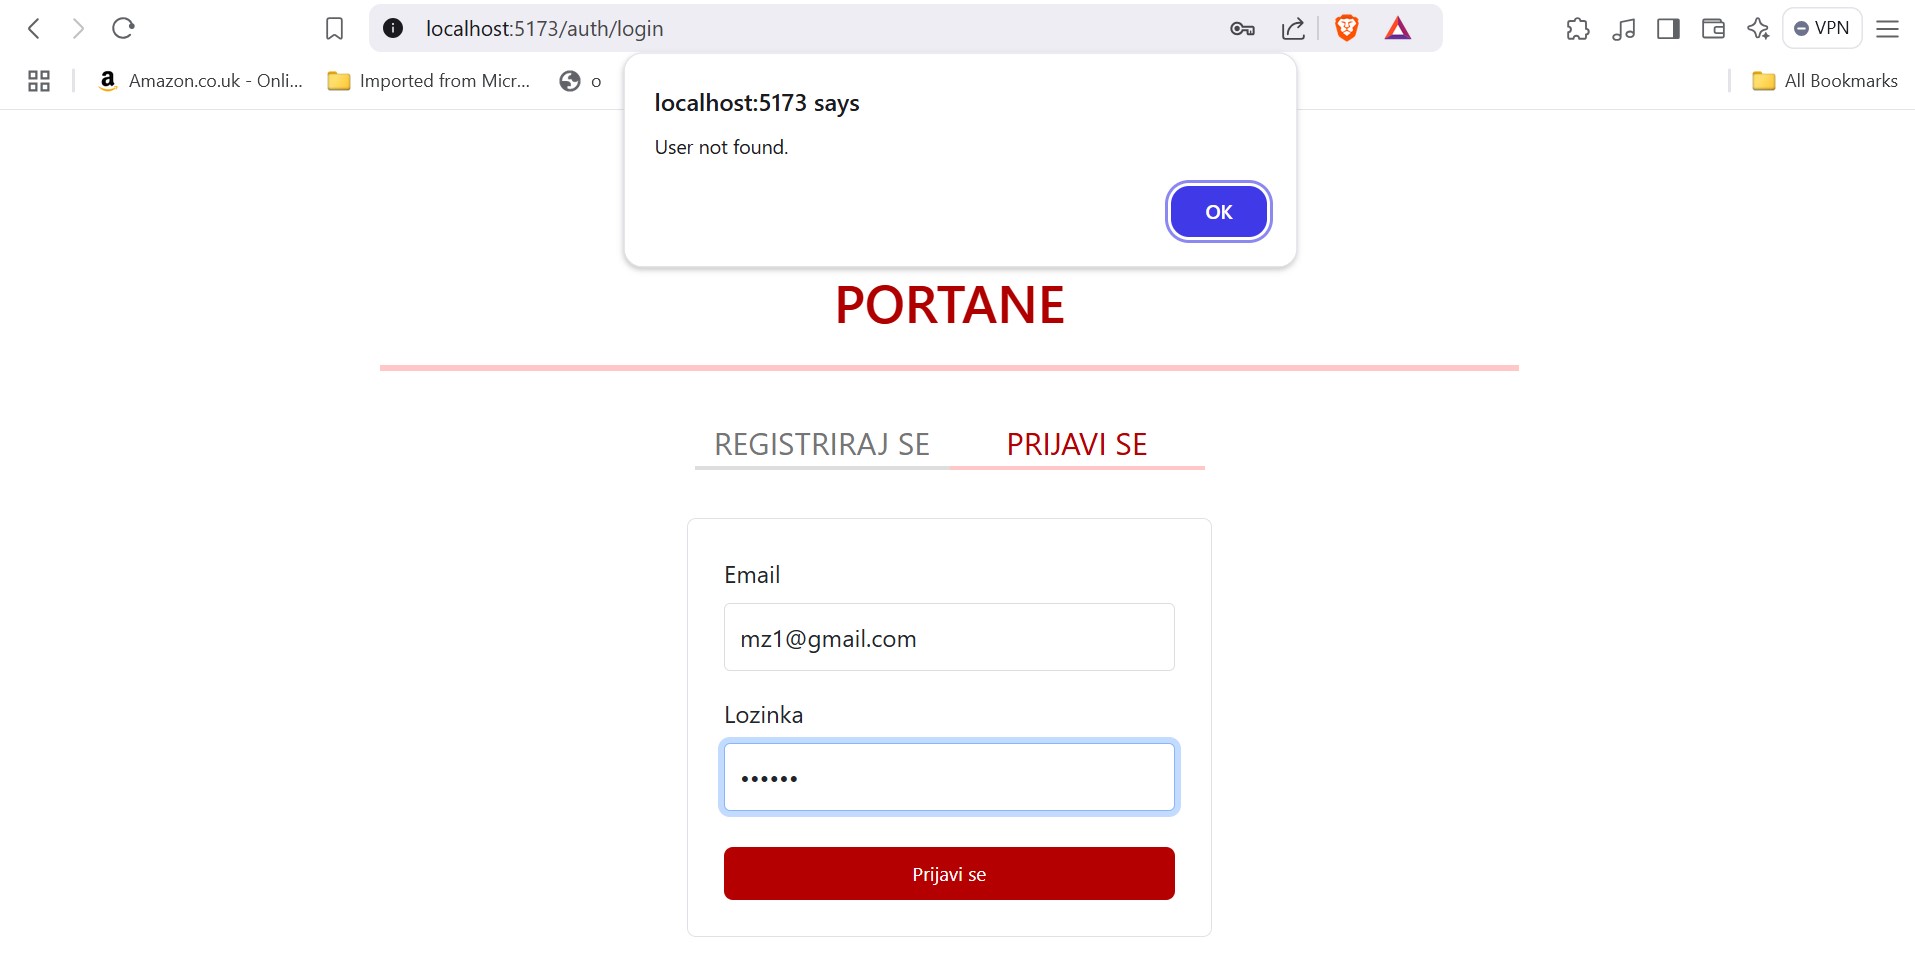 localhost:5173/auth/login
VPN
Amazon.co.uk - Onli...
Imported from Micr...
o
All Bookmarks
localhost:5173 says
User not found.
OK
PORTANE
REGISTRIRAJ SE
PRIJAVI SE
Email
mz1@gmail.com
Lozinka
••••••
Prijavi se